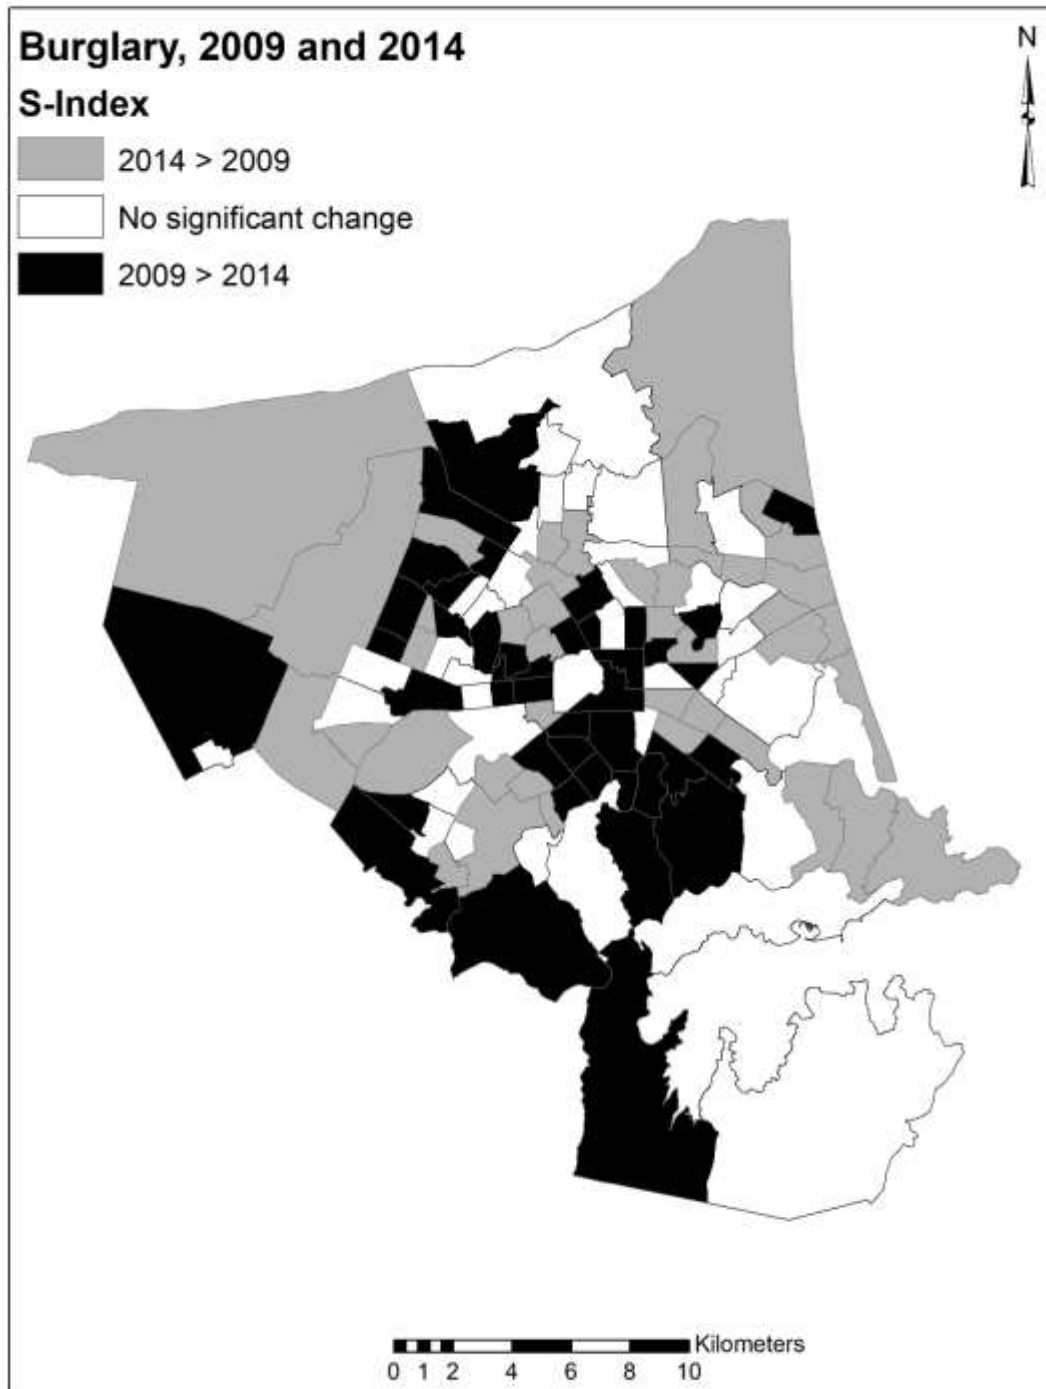 Burglary, 2009 and 2014
N
S-Index
2014 > 2009
No significant change
2009 > 2014
Kilometers
0 1 2 4 6 8 10